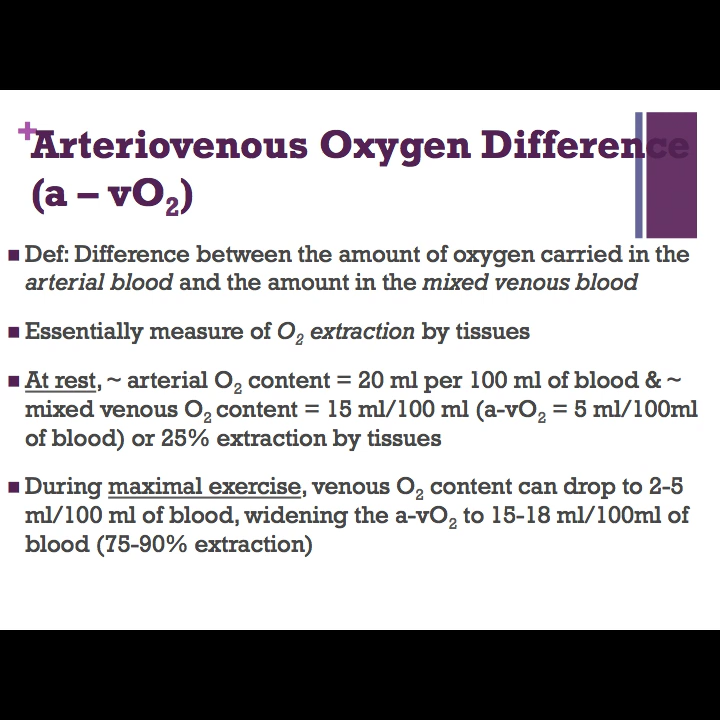 +
Arteriovenous Oxygen Difference
(a – vO₂)
■ Def: Difference between the amount of oxygen carried in the
arterial blood and the amount in the mixed venous blood
■ Essentially measure of O₂ extraction by tissues
■ At rest, ~ arterial O₂ content = 20 ml per 100 ml of blood & ~
mixed venous O₂ content = 15 ml/100 ml (a-vO₂ = 5 ml/100ml
of blood) or 25% extraction by tissues
■ During maximal exercise, venous O₂ content can drop to 2-5
ml/100 ml of blood, widening the a-vO₂ to 15-18 ml/100ml of
blood (75-90% extraction)